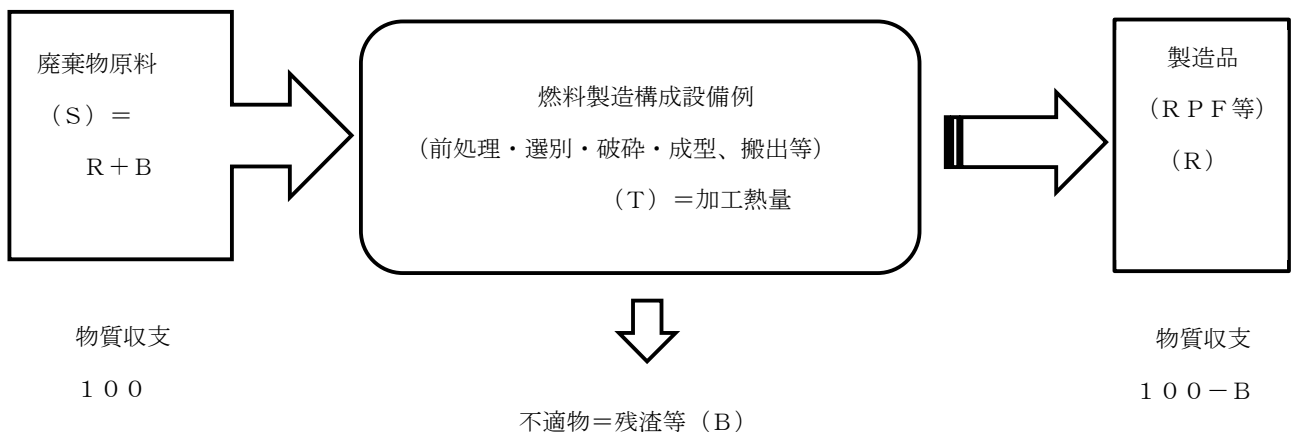 廃棄物原料
(S)=
R+B
燃料製造構成設備例
(前処理・選別・破砕・成型、搬出等)
(T)=加工熱量
製造品
(RPF等)
(R)
物質収支
100
不適物=残渣等(B)
物質収支
100-B